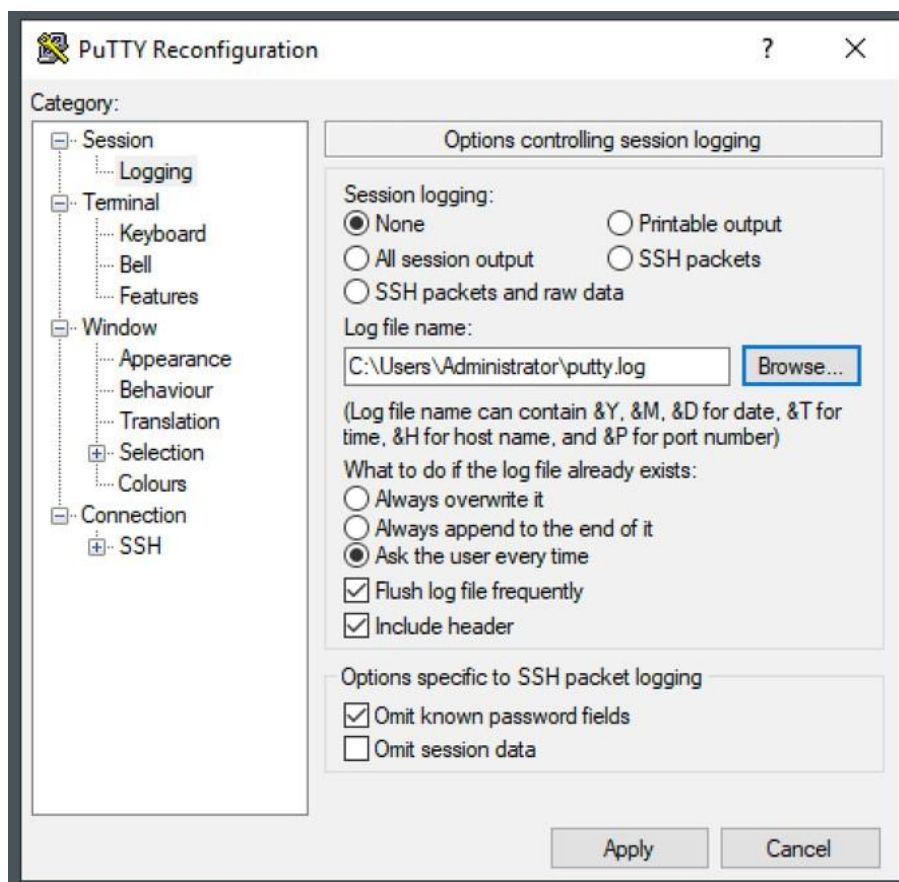 PuTTY Reconfiguration
?
Category:
Session
Logging
Terminal
Keyboard
Bell
Features
Window
Appearance
Behaviour
Translation
Selection
Colours
Connection
SSH
Options controlling session logging
Session logging:
None
Printable output
All session output
SSH packets
SSH packets and raw data
Log file name:
C:\Users\Administrator\putty.log
Browse...
(Log file name can contain &Y, &M, &D for date, &T for
time, &H for host name, and &P for port number)
What to do if the log file already exists:
Always overwrite it
Always append to the end of it
Ask the user every time
Flush log file frequently
Include header
Options specific to SSH packet logging
Omit known password fields
Omit session data
Apply
Cancel